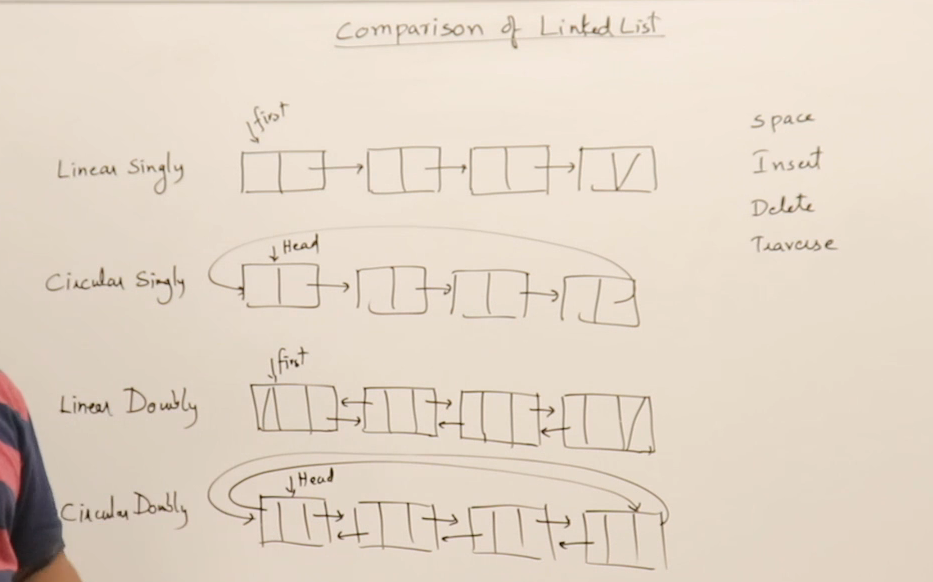 Comparison of Linked List
first
Linear Singly
Head
Circular Singly
first
Linear Doubly
Head
Circular Doubly
Space
Insert
Delete
Traverse